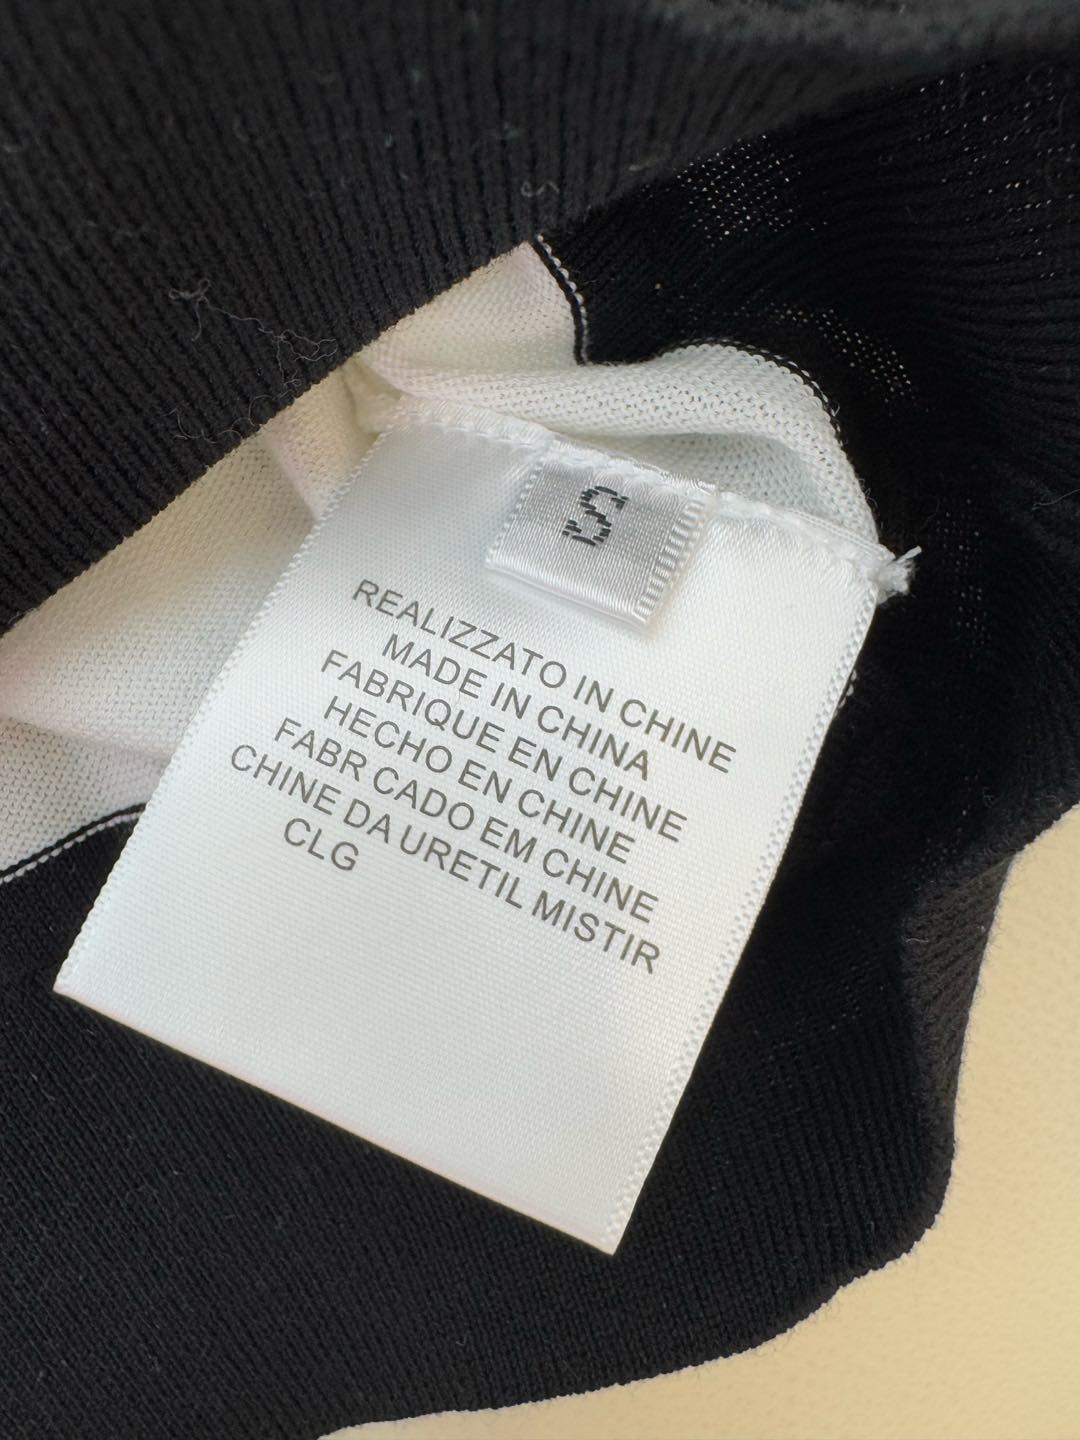 S
REALIZZATO IN CHINE
MADE IN CHINA
FABRIQUE EN CHINE
HECHO EN CHINE
FABR CADO EM CHINE
CHINE DA URETIL MISTIR
CLG